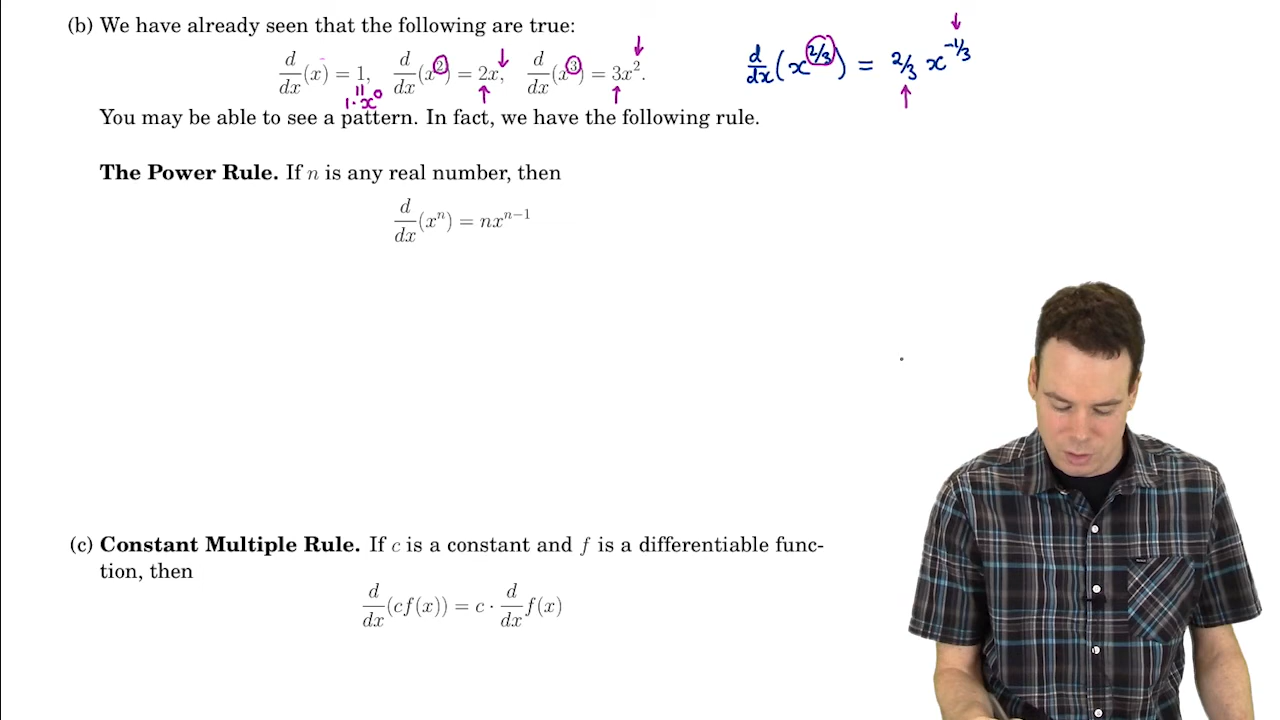 (b) We have already seen that the following are true:
d/dx(x) = 1, d/dx(x²) = 2x, d/dx(x³) = 3x².
d/dx(x^{2/3}) = 2/3 x^{-1/3}
1·x⁰
You may be able to see a pattern. In fact, we have the following rule.
The Power Rule. If n is any real number, then
d/dx(xⁿ) = nx^{n−1}
(c) Constant Multiple Rule. If c is a constant and f is a differentiable func-
tion, then
d/dx(cf(x)) = c · d/dx f(x)